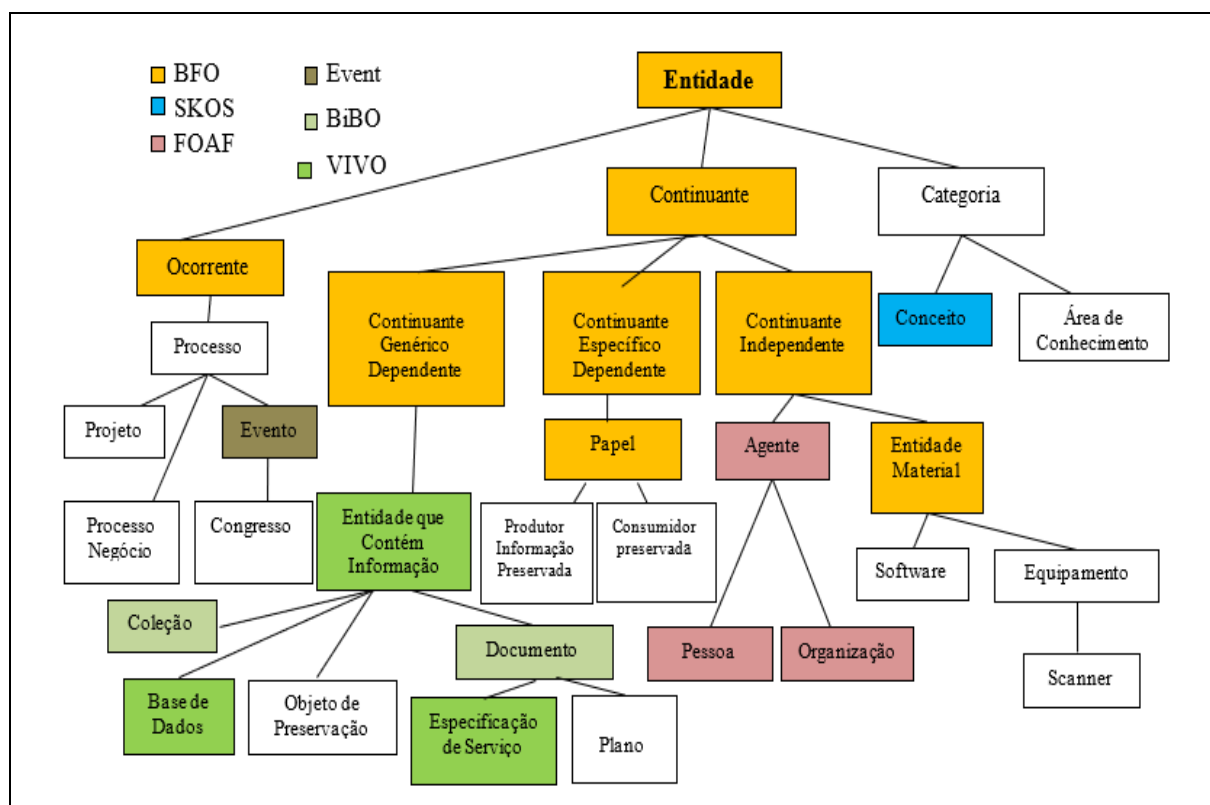 BFO
SKOS
FOAF
Event
BiBO
VIVO
Entidade
Continuante
Categoria
Ocorrente
Continuante
Genérico
Dependente
Continuante
Específico
Dependente
Continuante
Independente
Conceito
Área de
Conhecimento
Processo
Projeto
Evento
Papel
Agente
Entidade
Material
Processo
Negócio
Congresso
Entidade que
Contém
Informação
Produtor
Informação
Preservada
Consumidor
preservada
Software
Equipamento
Coleção
Documento
Pessoa
Organização
Scanner
Base de
Dados
Objeto de
Preservação
Especificação
de Serviço
Plano